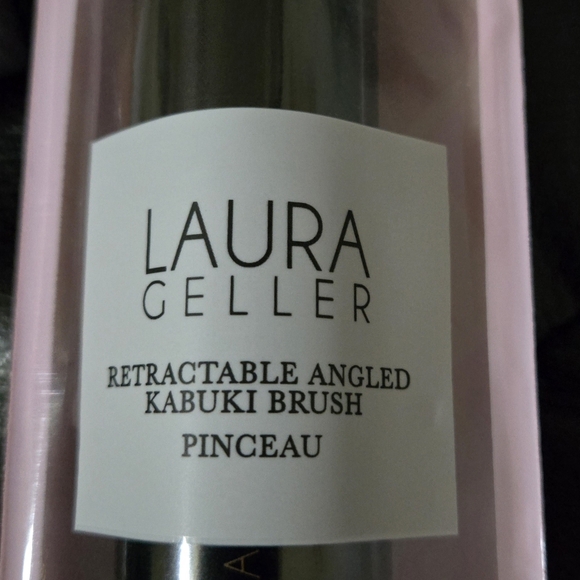 LAURA
GELLER
RETRACTABLE ANGLED
KABUKI BRUSH
PINCEAU
A